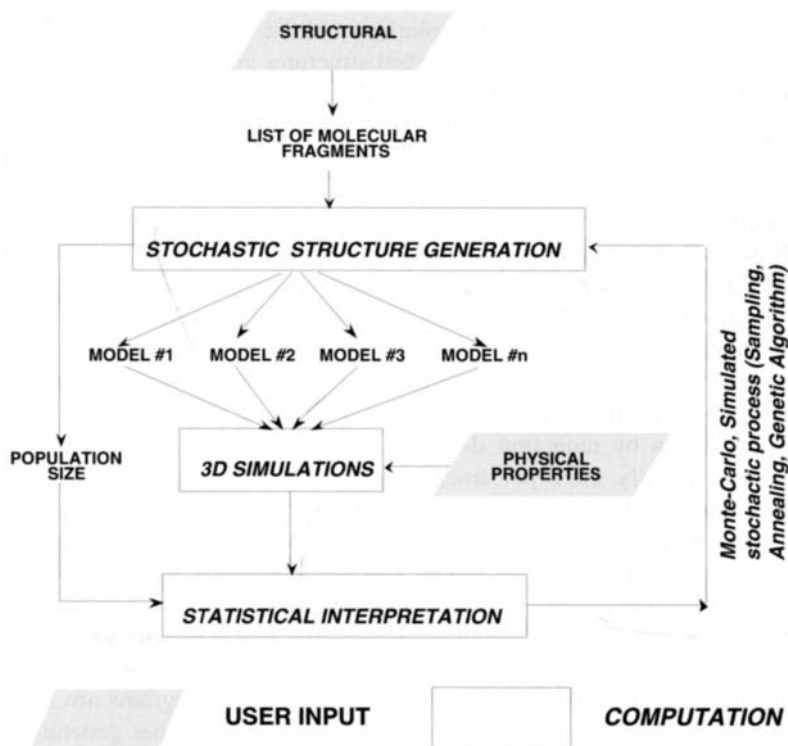 STRUCTURAL
LIST OF MOLECULAR
FRAGMENTS
STOCHASTIC STRUCTURE GENERATION
MODEL #1
MODEL #2
MODEL #3
MODEL #n
POPULATION
SIZE
3D SIMULATIONS
PHYSICAL
PROPERTIES
STATISTICAL INTERPRETATION
Monte-Carlo, Simulated
stochactic process (Sampling,
Annealing, Genetic Algorithm)
USER INPUT
COMPUTATION